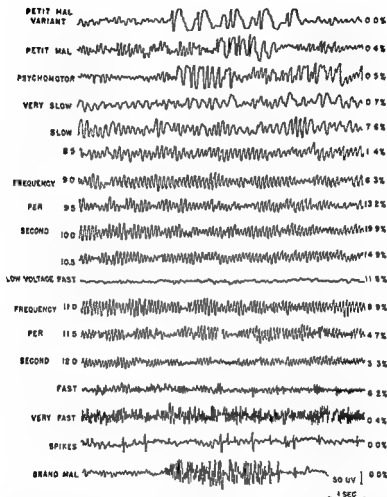 PETIT MAL
VARIANT 0.0%
PETIT MAL 0.4%
PSYCHOMOTOR 0.5%
VERY SLOW 0.7%
SLOW 7.6%
8.5 1.4%
FREQUENCY 9.0 6.3%
PER 9.5 13.2%
SECOND 10.0 19.9%
10.5 14.9%
LOW VOLTAGE FAST 11.6%
FREQUENCY 11.0 8.9%
PER 11.5 4.7%
SECOND 12.0 3.3%
FAST 6.2%
VERY FAST 0.4%
SPIKES 0.0%
GRAND MAL 50 UV 0.0%
1 SEC